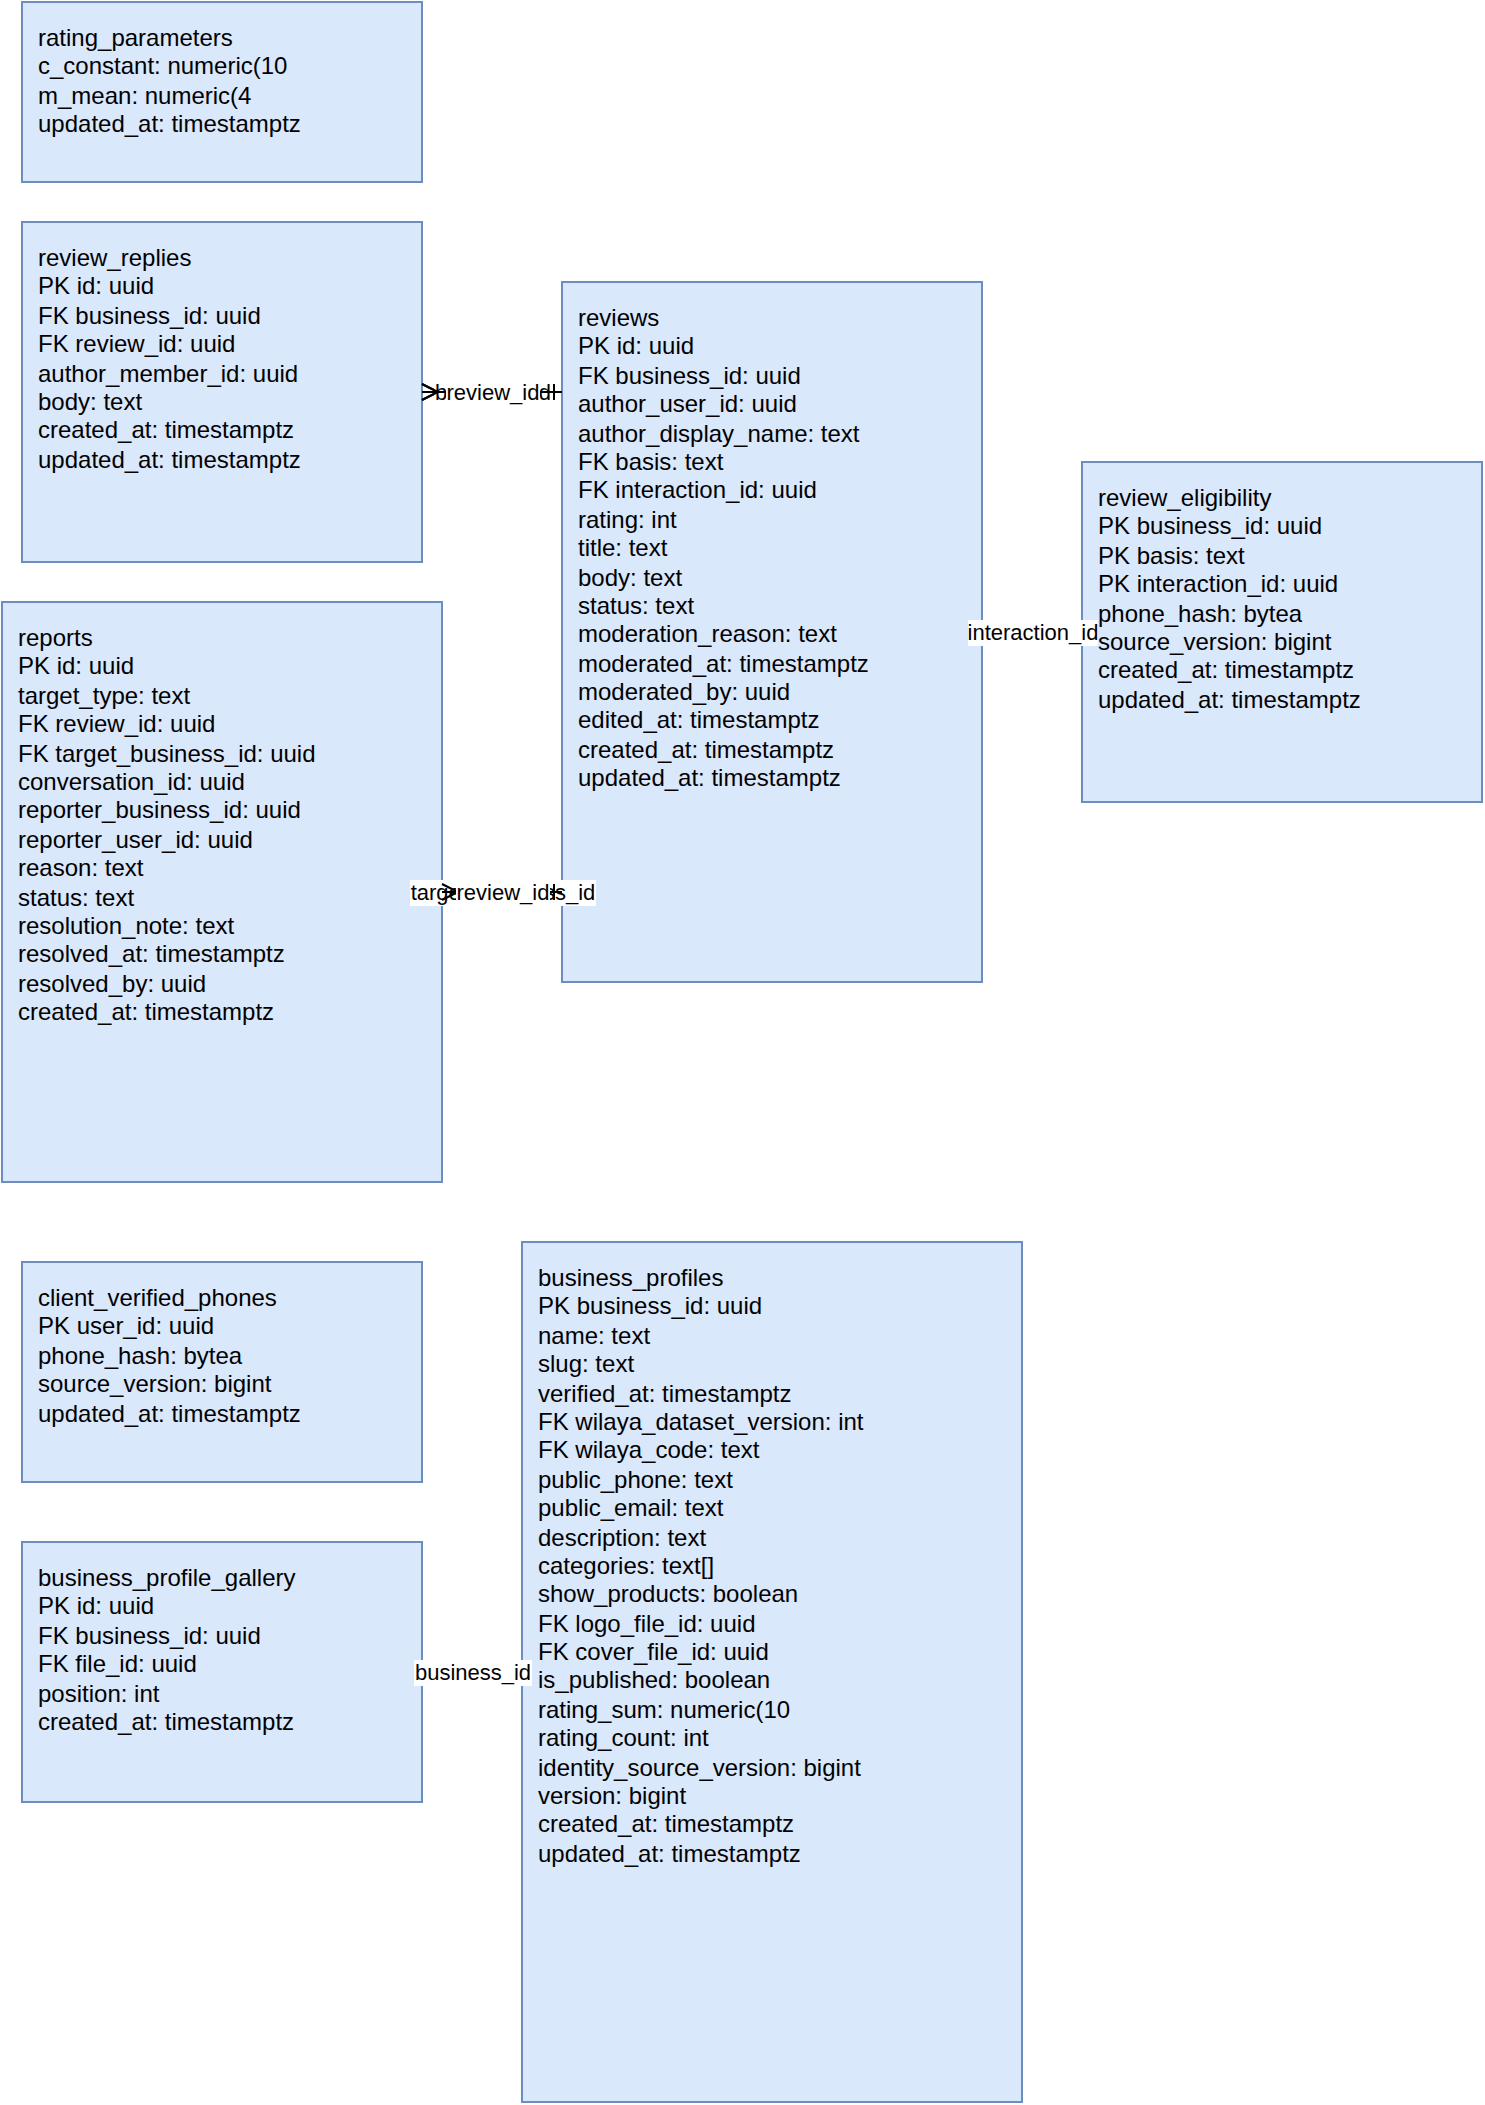 rating_parameters
c_constant: numeric(10
m_mean: numeric(4
updated_at: timestamptz
review_replies
PK id: uuid
FK business_id: uuid
FK review_id: uuid
author_member_id: uuid
body: text
created_at: timestamptz
updated_at: timestamptz
review_id
reviews
PK id: uuid
FK business_id: uuid
author_user_id: uuid
author_display_name: text
FK basis: text
FK interaction_id: uuid
rating: int
title: text
body: text
status: text
moderation_reason: text
moderated_at: timestamptz
moderated_by: uuid
edited_at: timestamptz
created_at: timestamptz
updated_at: timestamptz
interaction_id
review_eligibility
PK business_id: uuid
PK basis: text
PK interaction_id: uuid
phone_hash: bytea
source_version: bigint
created_at: timestamptz
updated_at: timestamptz
reports
PK id: uuid
target_type: text
FK review_id: uuid
FK target_business_id: uuid
conversation_id: uuid
reporter_business_id: uuid
reporter_user_id: uuid
reason: text
status: text
resolution_note: text
resolved_at: timestamptz
resolved_by: uuid
created_at: timestamptz
review_id
client_verified_phones
PK user_id: uuid
phone_hash: bytea
source_version: bigint
updated_at: timestamptz
business_profile_gallery
PK id: uuid
FK business_id: uuid
FK file_id: uuid
position: int
created_at: timestamptz
business_id
business_profiles
PK business_id: uuid
name: text
slug: text
verified_at: timestamptz
FK wilaya_dataset_version: int
FK wilaya_code: text
public_phone: text
public_email: text
description: text
categories: text[]
show_products: boolean
FK logo_file_id: uuid
FK cover_file_id: uuid
is_published: boolean
rating_sum: numeric(10
rating_count: int
identity_source_version: bigint
version: bigint
created_at: timestamptz
updated_at: timestamptz